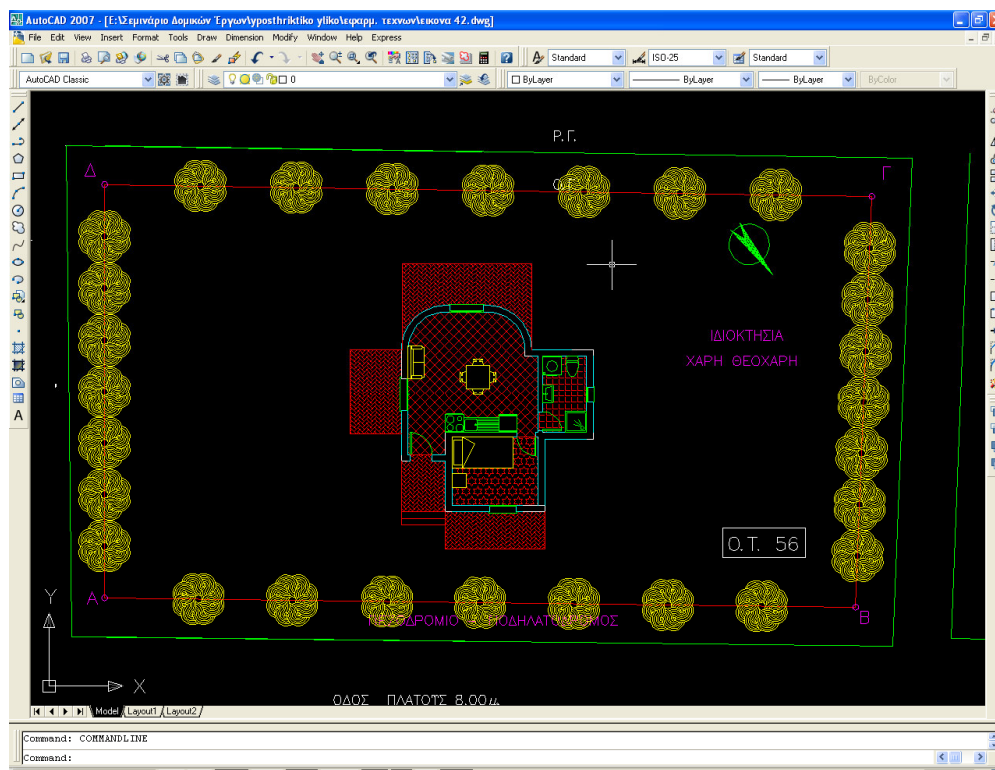 AutoCAD 2007 - [E:\Σεμινάριο Δομικών Έργων\yposthriktiko yliko\εφαρμ. τεχνων\εικονα 42.dwg]
File Edit View Insert Format Tools Draw Dimension Modify Window Help Express
Standard ISO-25 Standard
AutoCAD Classic 0 ByLayer ByLayer ByLayer ByColor
Ρ.Γ.
Δ Γ
ΙΔΙΟΚΤΗΣΙΑ
ΧΑΡΗ ΘΕΟΧΑΡΗ
Ο.Τ. 56
Α Β
Y
X
ΟΔΟΣ ΠΛΑΤΟΤΣ 8.00μ.
Model Layout1 Layout2
Command: COMMANDLINE
Command: